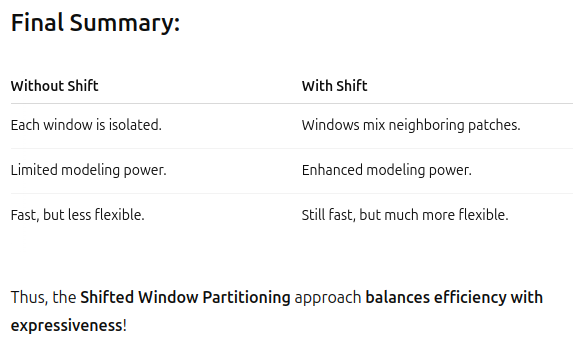 Final Summary:
Without Shift With Shift
Each window is isolated. Windows mix neighboring patches.
Limited modeling power. Enhanced modeling power.
Fast, but less flexible. Still fast, but much more flexible.
Thus, the Shifted Window Partitioning approach balances efficiency with
expressiveness!